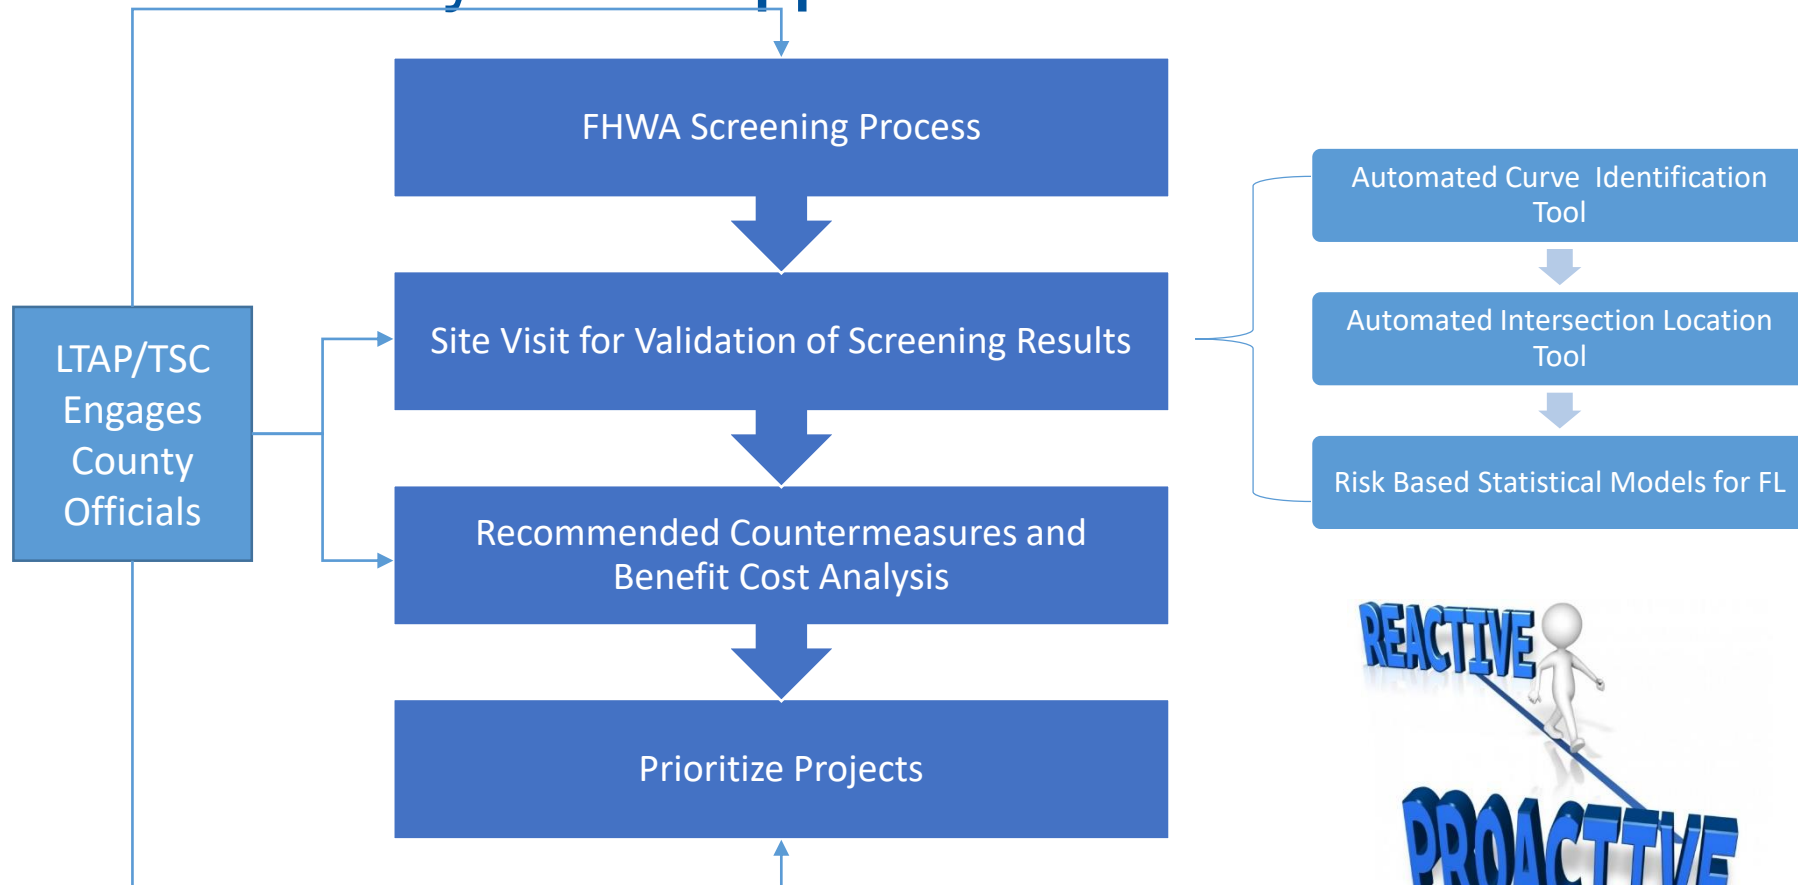 FHWA Screening Process
Automated Curve Identification
Tool
Site Visit for Validation of Screening Results
Automated Intersection Location
Tool
LTAP/TSC
Engages
County
Officials
Risk Based Statistical Models for FL
Recommended Countermeasures and
Benefit Cost Analysis
REACTIVE
Prioritize Projects
PROACTIVE